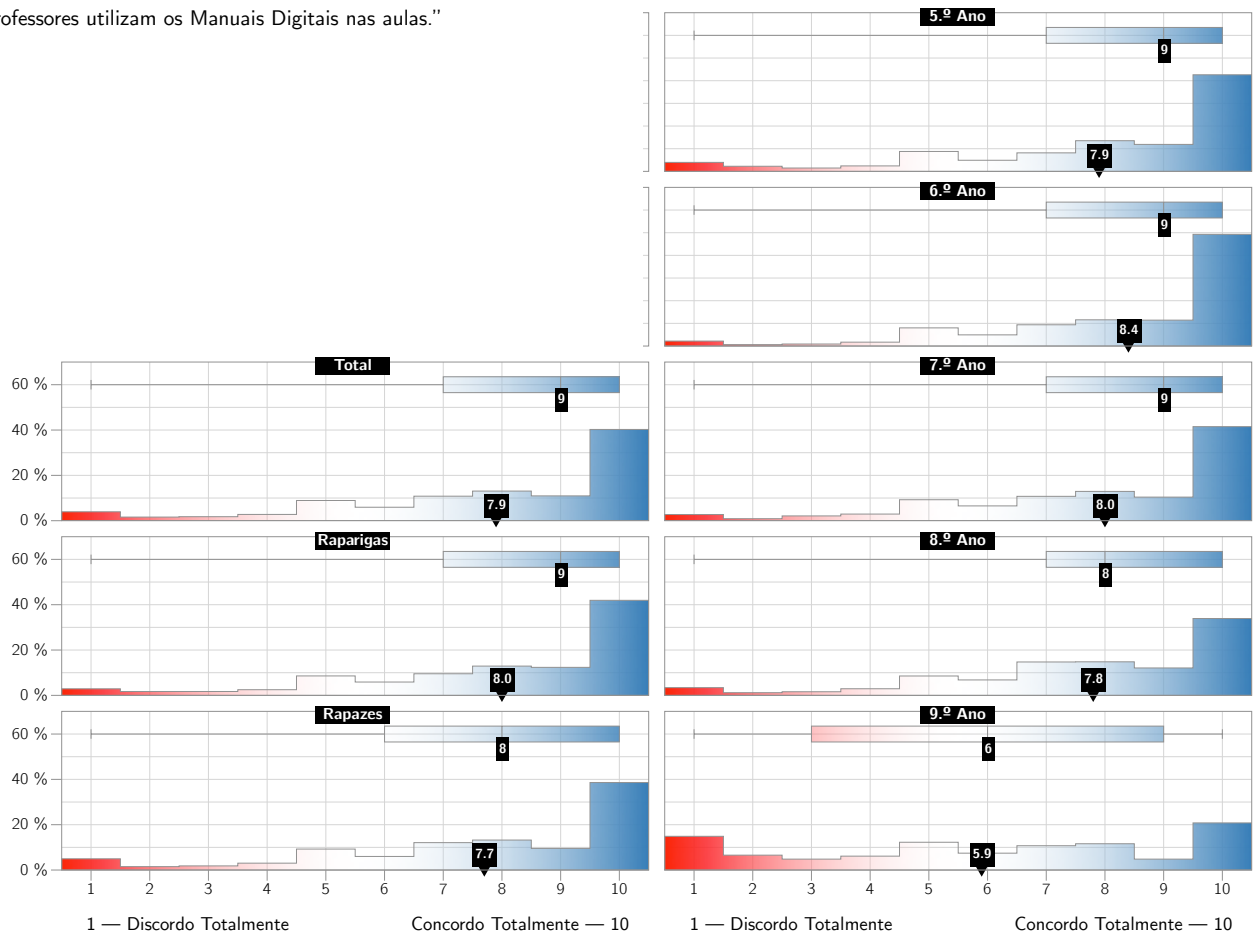 rofessores utilizam os Manuais Digitais nas aulas.”
5.º Ano
9
7.9
6.º Ano
9
8.4
Total
60 %
9
40 %
20 %
7.9
0 %
7.º Ano
9
8.0
Raparigas
60 %
9
40 %
20 %
8.0
0 %
8.º Ano
8
7.8
Rapazes
60 %
8
40 %
20 %
7.7
0 %
1 2 3 4 5 6 7 8 9 10
1 — Discordo Totalmente Concordo Totalmente — 10
9.º Ano
6
5.9
1 2 3 4 5 6 7 8 9 10
1 — Discordo Totalmente Concordo Totalmente — 10